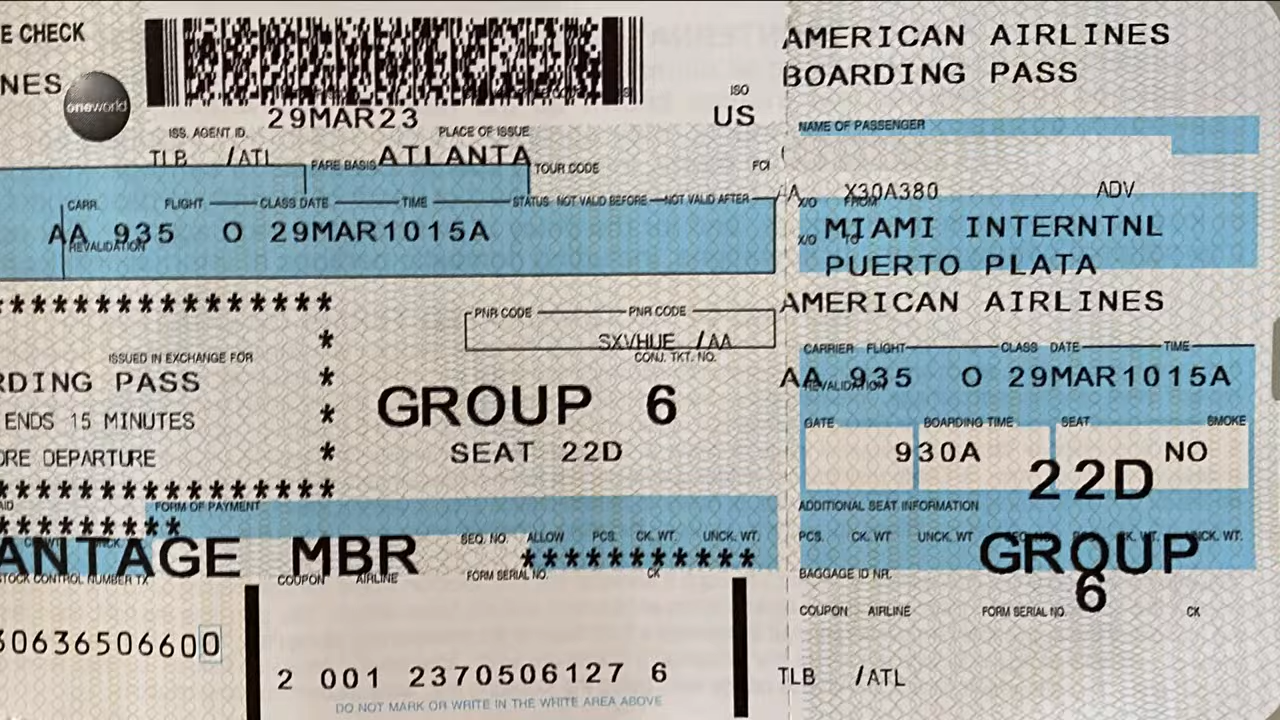 E CHECK
NES
oneworld
29MAR23
ISS. AGENT ID.
PLACE OF ISSUE
ISO
US
TLB /ATL
FARE BASIS
ATLANTA
TOUR CODE
FCI
CARR. FLIGHT CLASS DATE TIME STATUS NOT VALID BEFORE NOT VALID AFTER
AA 935 O 29MAR1015A
REVALIDATION
***************
PNR CODE PNR CODE
SXVHUE /AA
CONJ. TKT. NO.
ISSUED IN EXCHANGE FOR
RDING PASS
ENDS 15 MINUTES
ORE DEPARTURE
GROUP 6
SEAT 22D
***************
FORM OF PAYMENT
*********
ANTAGE MBR
SEQ. NO. ALLOW PCS. CK. WT. UNCK. WT.
**********
STOCK CONTROL NUMBER TX
COUPON AIRLINE FORM SERIAL NO. CK
30636506600
2 001 2370506127 6
DO NOT MARK OR WRITE IN THE WHITE AREA ABOVE
AMERICAN AIRLINES
BOARDING PASS
NAME OF PASSENGER
AA X30A380 ADV
X/O FROM
MIAMI INTERNTNL
X/O TO
PUERTO PLATA
AMERICAN AIRLINES
CARRIER FLIGHT CLASS DATE TIME
AA 935 O 29MAR1015A
REVALIDATION
GATE BOARDING TIME SEAT SMOKE
930A 22D NO
ADDITIONAL SEAT INFORMATION
PCS. CK. WT UNCK. WT
GROUP
6
BAGGAGE ID NR.
COUPON AIRLINE FORM SERIAL NO. CK
TLB /ATL